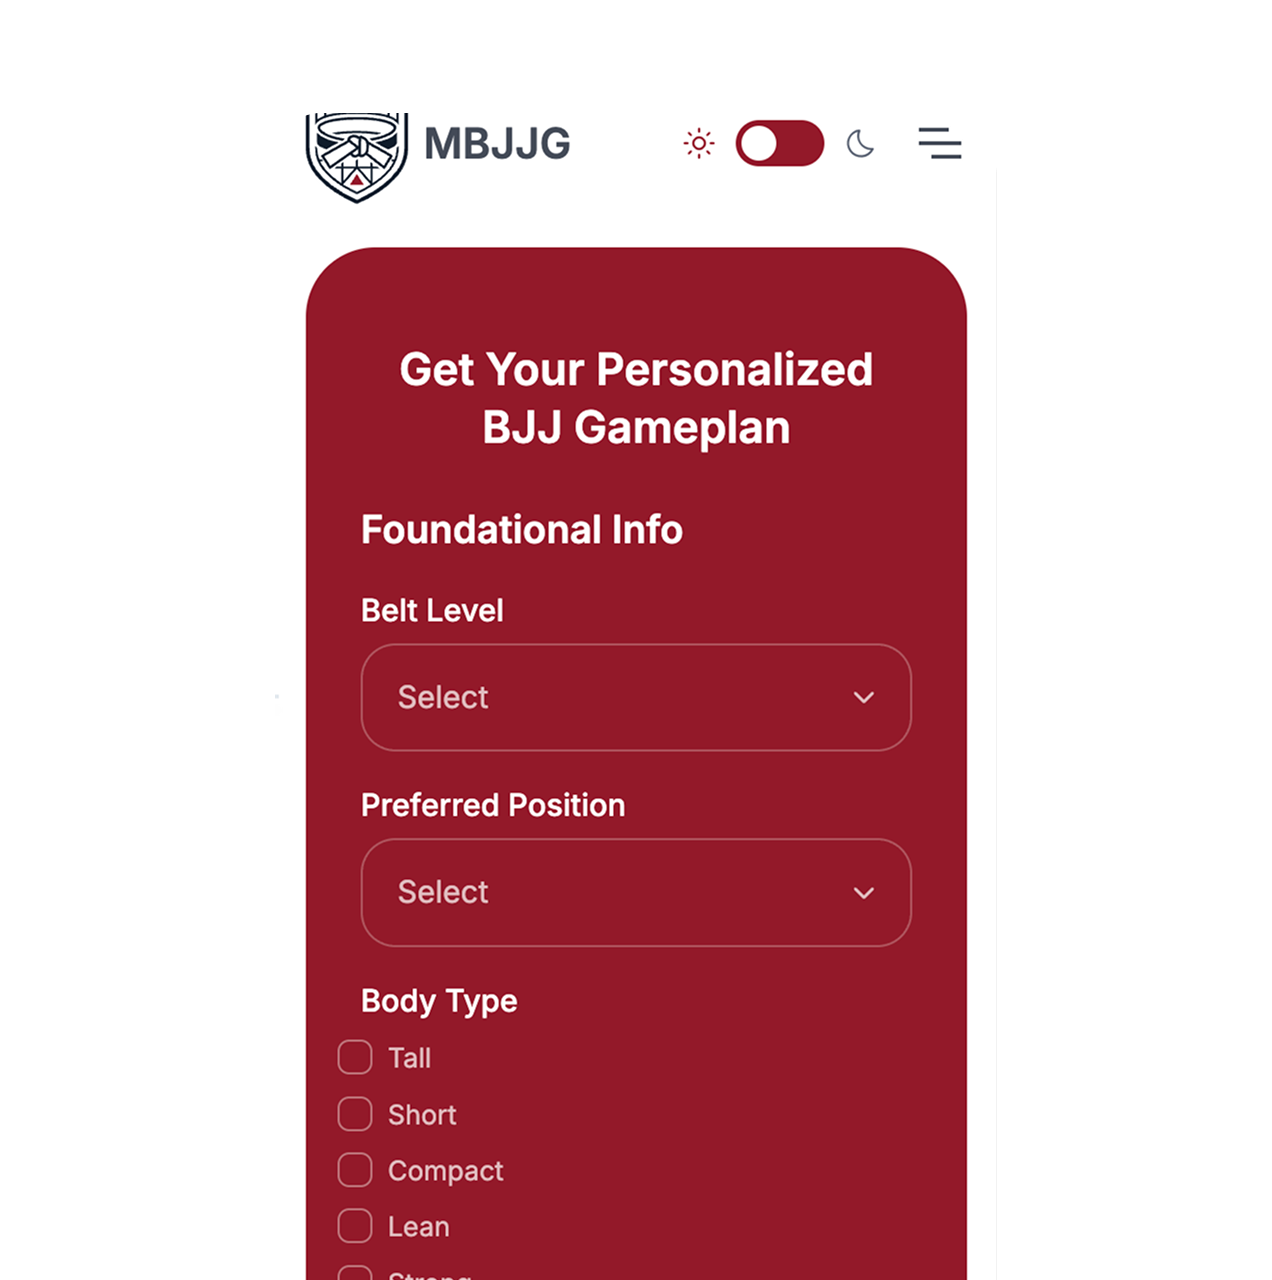 MBJJG
Get Your Personalized
BJJ Gameplan
Foundational Info
Belt Level
Select
Preferred Position
Select
Body Type
Tall
Short
Compact
Lean
Strong